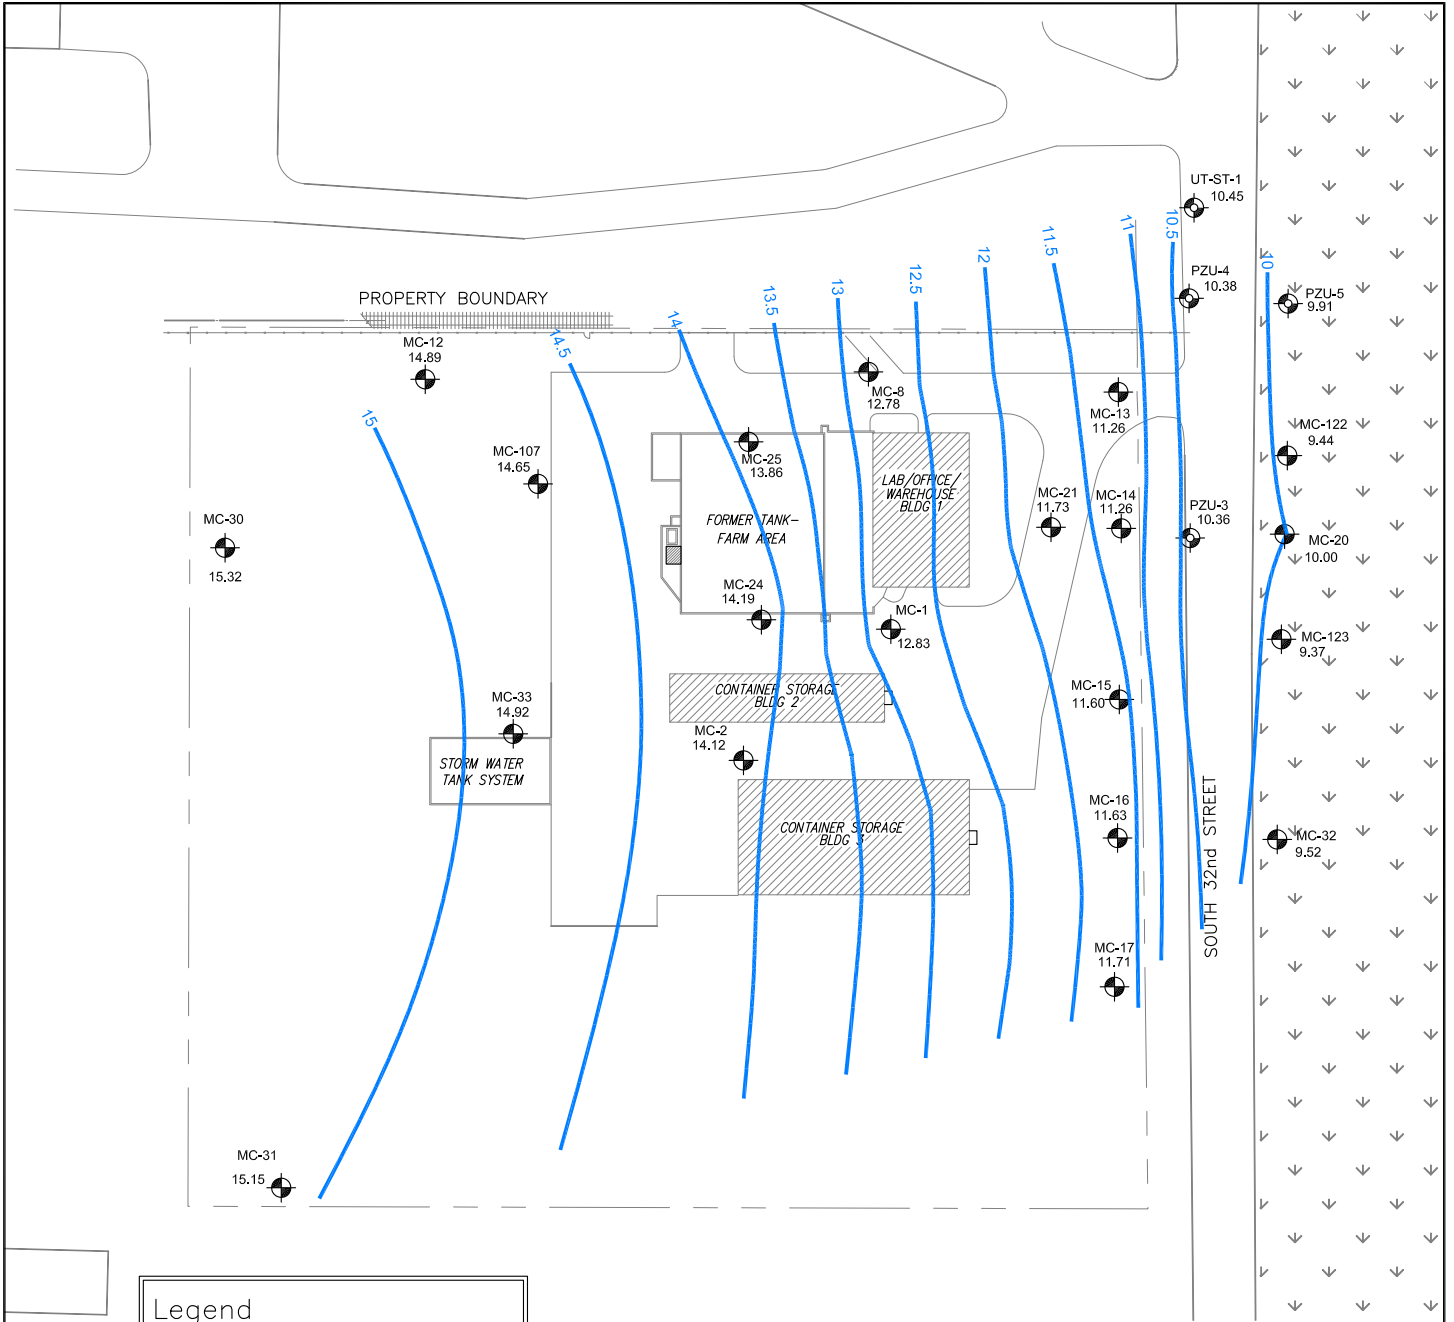 UT-ST-1
10.45
10.5
11
11.5
12
10
PZU-4
10.38
12.5
13
PZU-5
9.91
PROPERTY BOUNDARY
13.5
14
MC-12
14.89
14.5
MC-8
12.78
MC-13
11.26
15
MC-122
9.44
MC-107
14.65
MC-25
13.86
LAB/OFFICE/
WAREHOUSE
BLDG 1
MC-21
11.73
MC-14
11.26
PZU-3
10.36
MC-30
15.32
FORMER TANK-
FARM AREA
MC-20
10.00
MC-24
14.19
MC-1
12.83
MC-123
9.37
MC-33
14.92
CONTAINER STORAGE
BLDG 2
MC-15
11.60
MC-2
14.12
STORM WATER
TANK SYSTEM
MC-16
11.63
CONTAINER STORAGE
BLDG 3
MC-32
9.52
SOUTH 32nd STREET
MC-17
11.71
MC-31
15.15
Legend